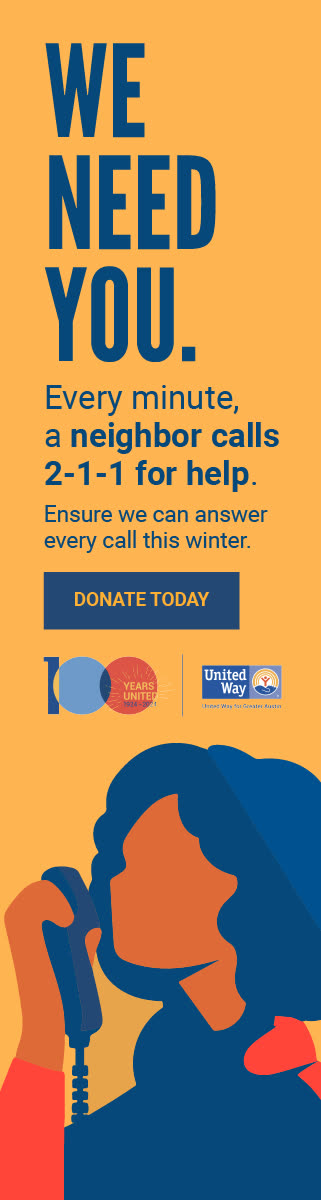 WE
NEED
YOU.
Every minute,
a neighbor calls
2-1-1 for help.
Ensure we can answer
every call this winter.
DONATE TODAY
100
YEARS
UNITED
United
Way
United Way for Greater Austin